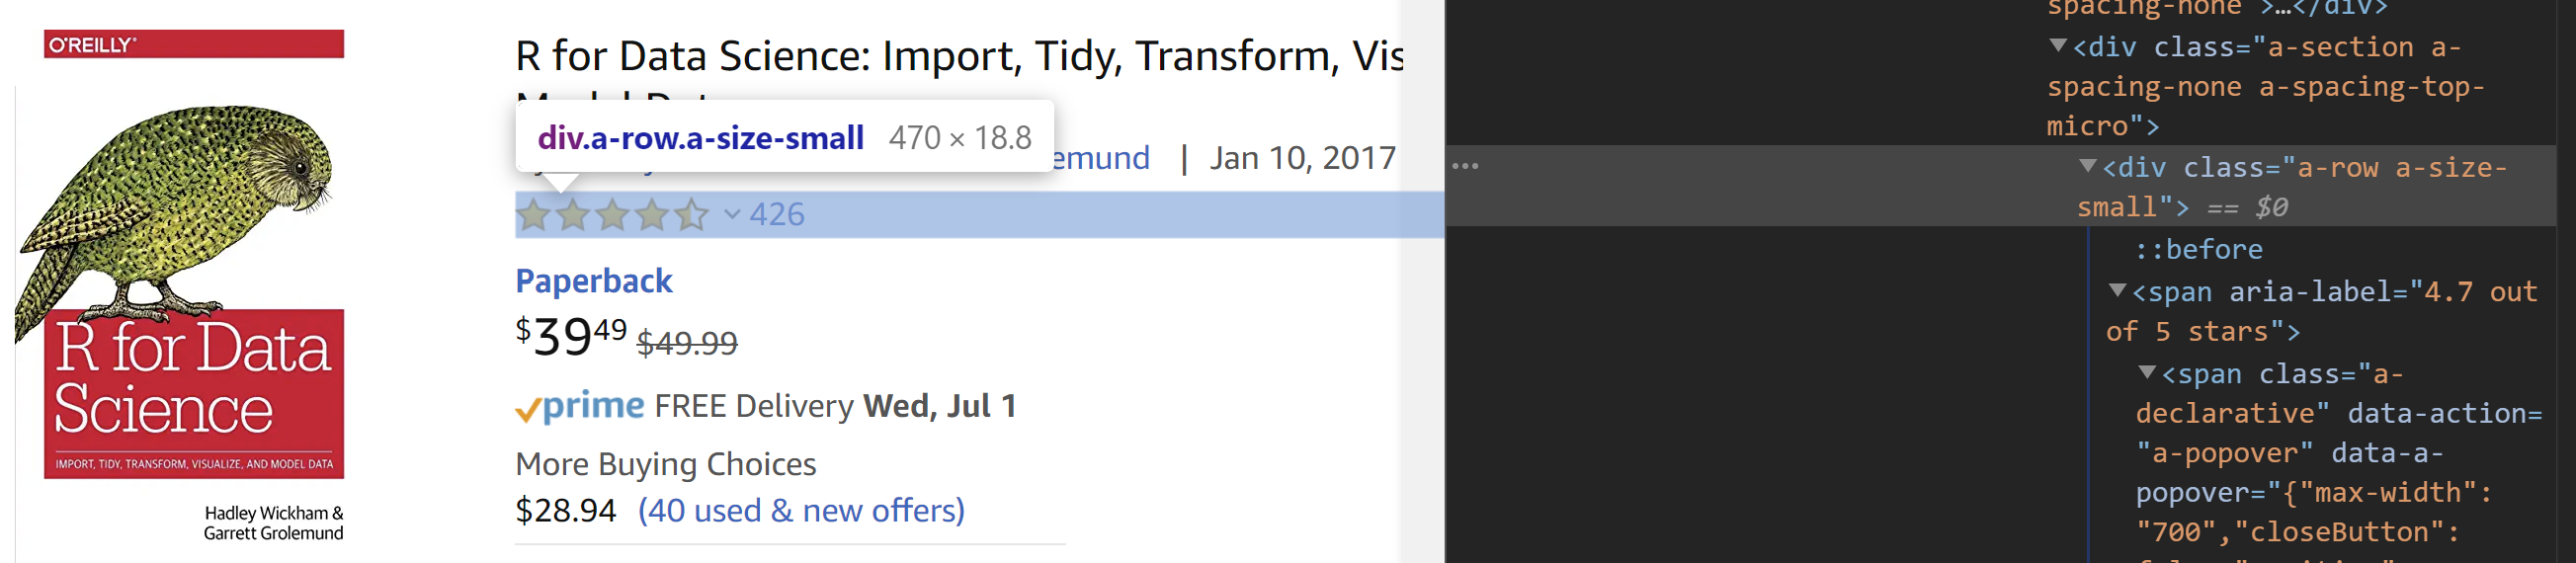 O'REILLY®
R for Data
Science
IMPORT, TIDY, TRANSFORM, VISUALIZE, AND MODEL DATA
Hadley Wickham &
Garrett Grolemund
R for Data Science: Import, Tidy, Transform, Vis
div.a-row.a-size-small 470 × 18.8
emund | Jan 10, 2017
426
Paperback
$3949 $49.99
prime FREE Delivery Wed, Jul 1
More Buying Choices
$28.94 (40 used & new offers)
spacing-none">…</div>
<div class="a-section a-
spacing-none a-spacing-top-
micro">
… <div class="a-row a-size-
small"> == $0
::before
<span aria-label="4.7 out
of 5 stars">
<span class="a-
declarative" data-action=
"a-popover" data-a-
popover="{"max-width":
"700","closeButton":